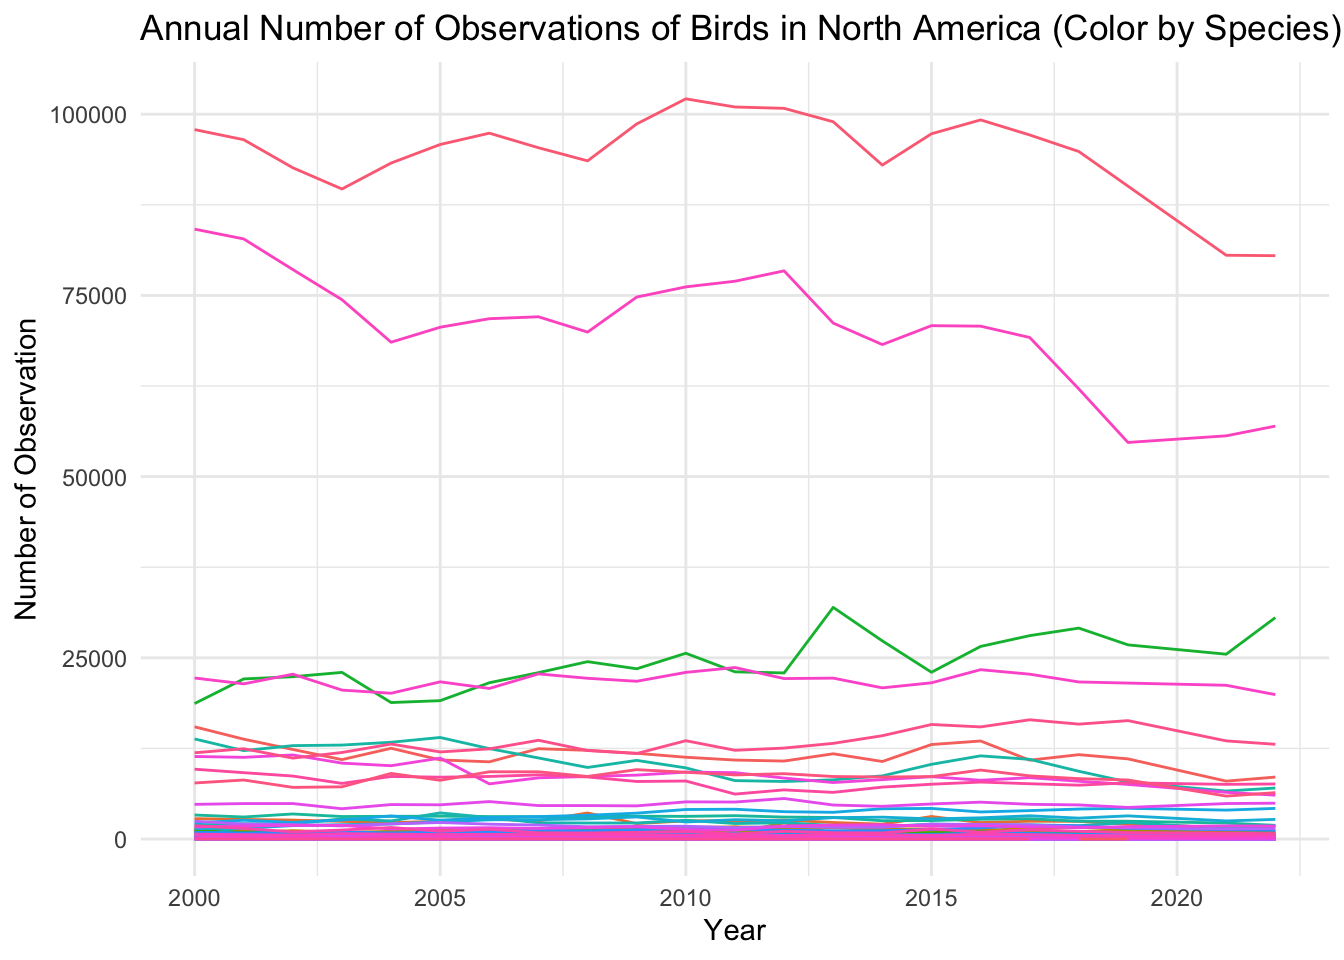 Annual Number of Observations of Birds in North America (Color by Species)
100000
75000
50000
25000
0
Number of Observation
2000 2005 2010 2015 2020
Year